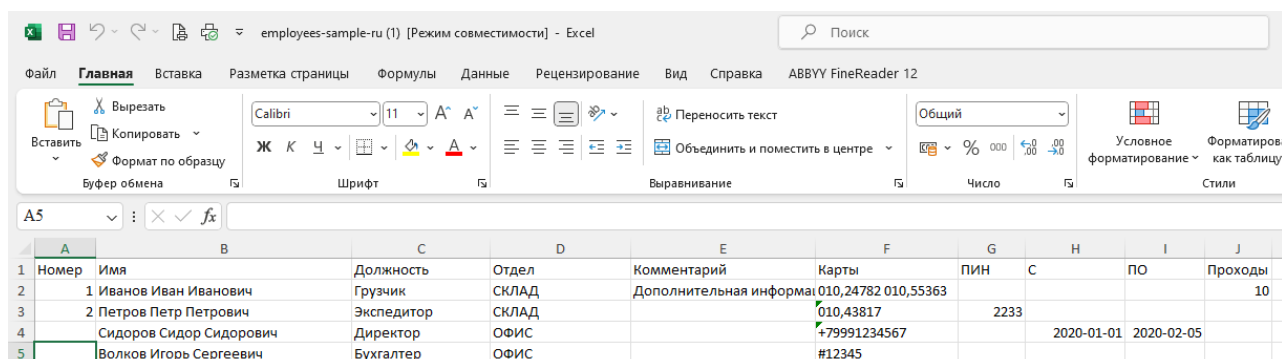 employees-sample-ru (1) [Режим совместимости] - Excel Поиск
Файл Главная Вставка Разметка страницы Формулы Данные Рецензирование Вид Справка ABBYY FineReader 12
Вставить
Вырезать
Копировать
Формат по образцу
Буфер обмена
Calibri 11 A^ A˅
Ж К Ч A
Шрифт
Переносить текст
Объединить и поместить в центре
Выравнивание
Общий
% 000 ,00 ,00
Число
Условное форматирование
Форматиров
как таблицу
Стили
A5 fx
A B C D E F G H I J
1 Номер Имя Должность Отдел Комментарий Карты ПИН С ПО Проходы
2 1 Иванов Иван Иванович Грузчик СКЛАД Дополнительная информа 010,24782 010,55363 10
3 2 Петров Петр Петрович Экспедитор СКЛАД 010,43817 2233
4 Сидоров Сидор Сидорович Директор ОФИС +79991234567 2020-01-01 2020-02-05
5 Волков Игорь Сергеевич Бухгалтер ОФИС #12345